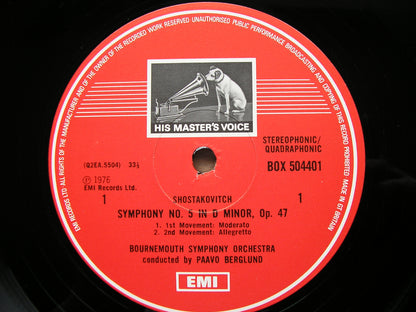 ALL RIGHTS OF THE MANUFACTURER AND OF THE OWNER OF THE RECORDED WORK RESERVED UNAUTHORISED PUBLIC PERFORMANCE BROADCASTING AND COPYING OF THIS RECORD PROHIBITED MADE IN GT BRITAIN
EMI RECORDS LTD
HIS MASTER'S VOICE
STEREOPHONIC/
QUADRAPHONIC
(Q2EA.5504) 33⅓
BOX 504401
℗ 1976
EMI Records Ltd.
1 SHOSTAKOVITCH 1
SYMPHONY NO. 5 IN D MINOR, Op. 47
1. 1st Movement: Moderato
2. 2nd Movement: Allegretto
BOURNEMOUTH SYMPHONY ORCHESTRA
conducted by PAAVO BERGLUND
EMI